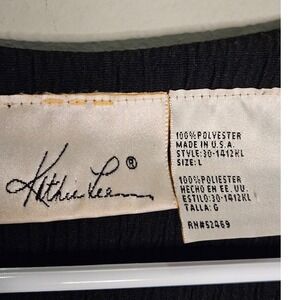 Kathie Lee ®
100% POLYESTER
MADE IN U.S.A.
STYLE:30-1412KL
SIZE: L
100% POLIESTER
HECHO EN EE. UU.
ESTILO:30-1412KL
TALLA: G
RN#52469